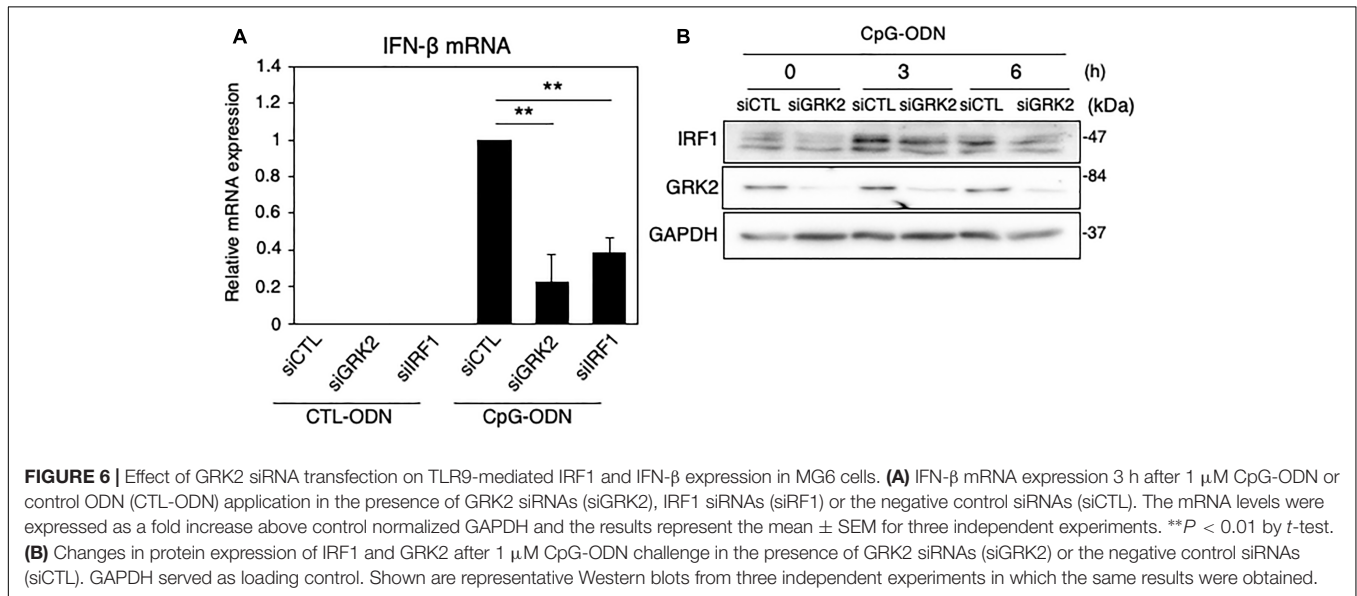 A
IFN-β mRNA
Relative mRNA expression
1.4
1.2
1
0.8
0.6
0.4
0.2
0
**
**
siCTL
siGRK2
siIRF1
siCTL
siGRK2
siIRF1
CTL-ODN
CpG-ODN
B
CpG-ODN
0 3 6 (h)
siCTL siGRK2 siCTL siGRK2 siCTL siGRK2 (kDa)
IRF1 -47
GRK2 -84
GAPDH -37
FIGURE 6 | Effect of GRK2 siRNA transfection on TLR9-mediated IRF1 and IFN-β expression in MG6 cells. (A) IFN-β mRNA expression 3 h after 1 μM CpG-ODN or
control ODN (CTL-ODN) application in the presence of GRK2 siRNAs (siGRK2), IRF1 siRNAs (siRF1) or the negative control siRNAs (siCTL). The mRNA levels were
expressed as a fold increase above control normalized GAPDH and the results represent the mean ± SEM for three independent experiments. **P < 0.01 by t-test.
(B) Changes in protein expression of IRF1 and GRK2 after 1 μM CpG-ODN challenge in the presence of GRK2 siRNAs (siGRK2) or the negative control siRNAs
(siCTL). GAPDH served as loading control. Shown are representative Western blots from three independent experiments in which the same results were obtained.